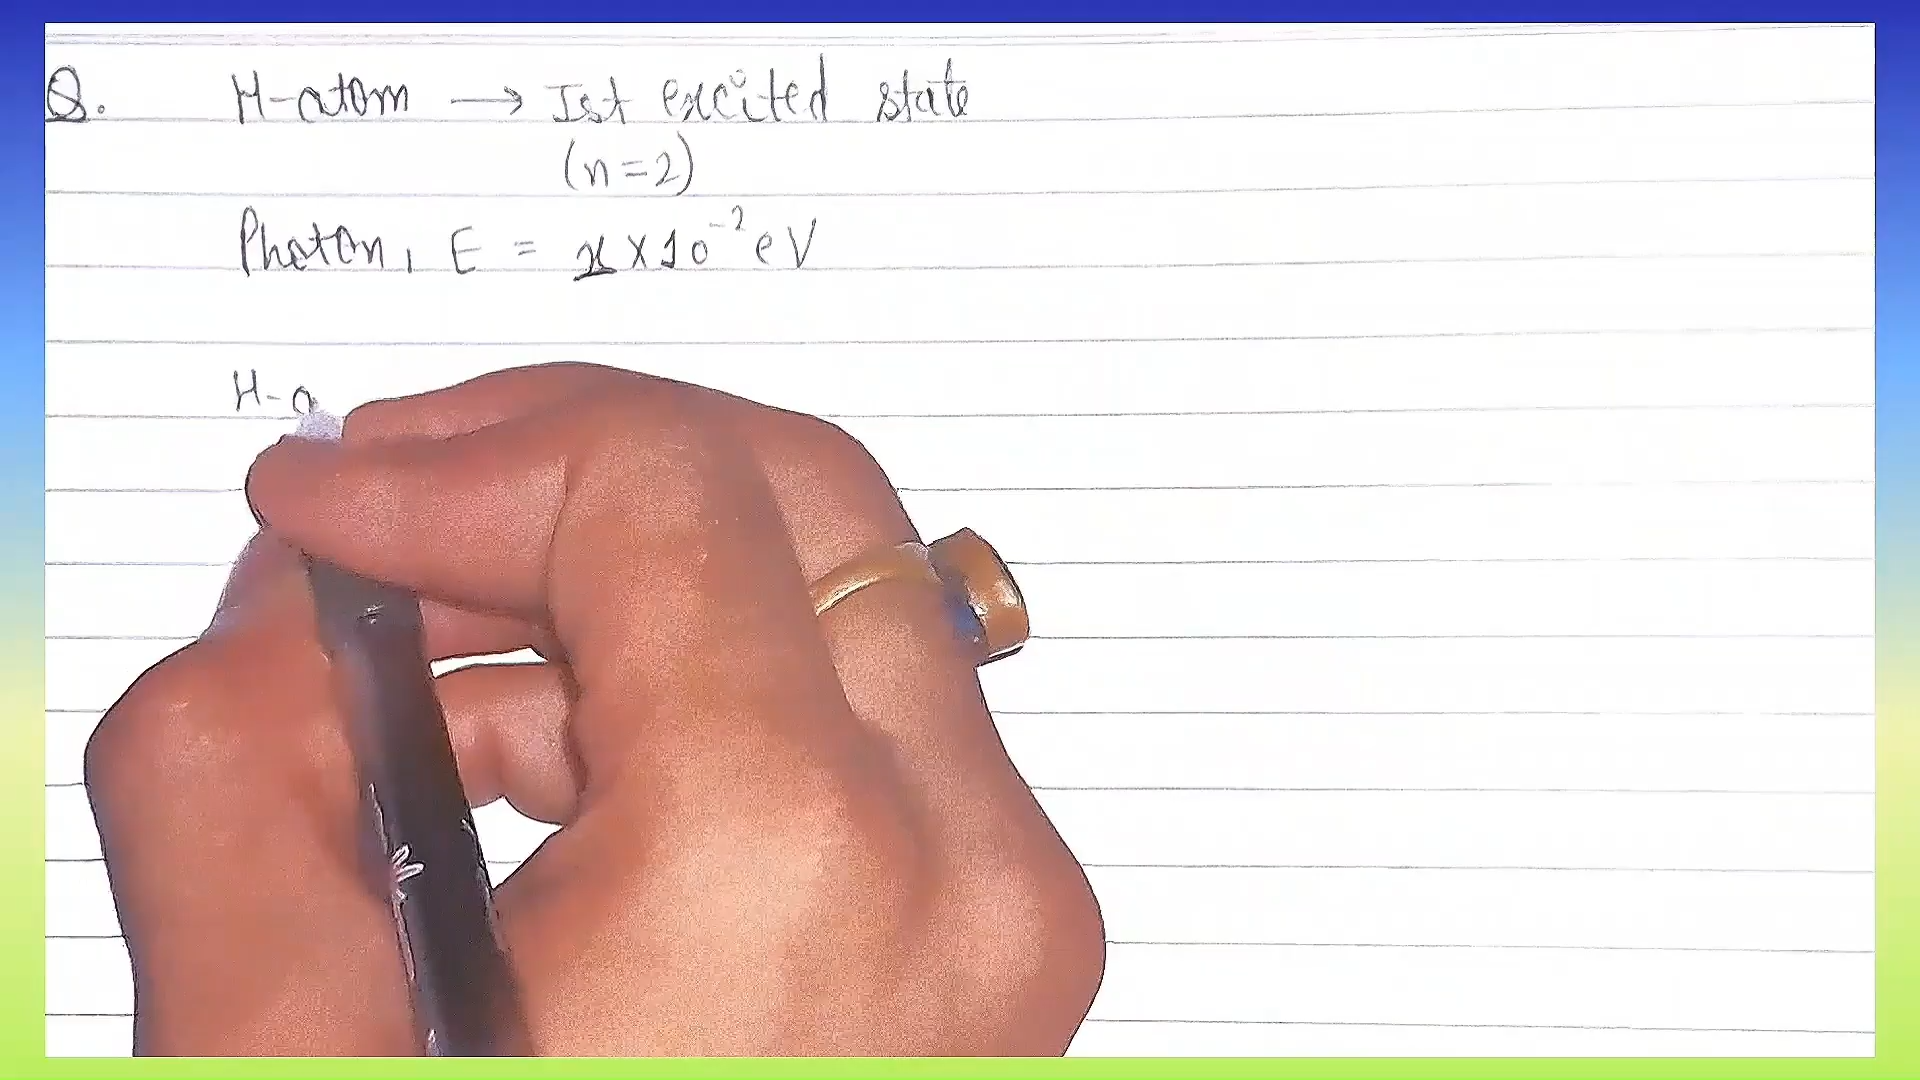 Q. H-atom → Ist excited state
(n=2)
Photon, E = x × 10⁻² eV
H-a